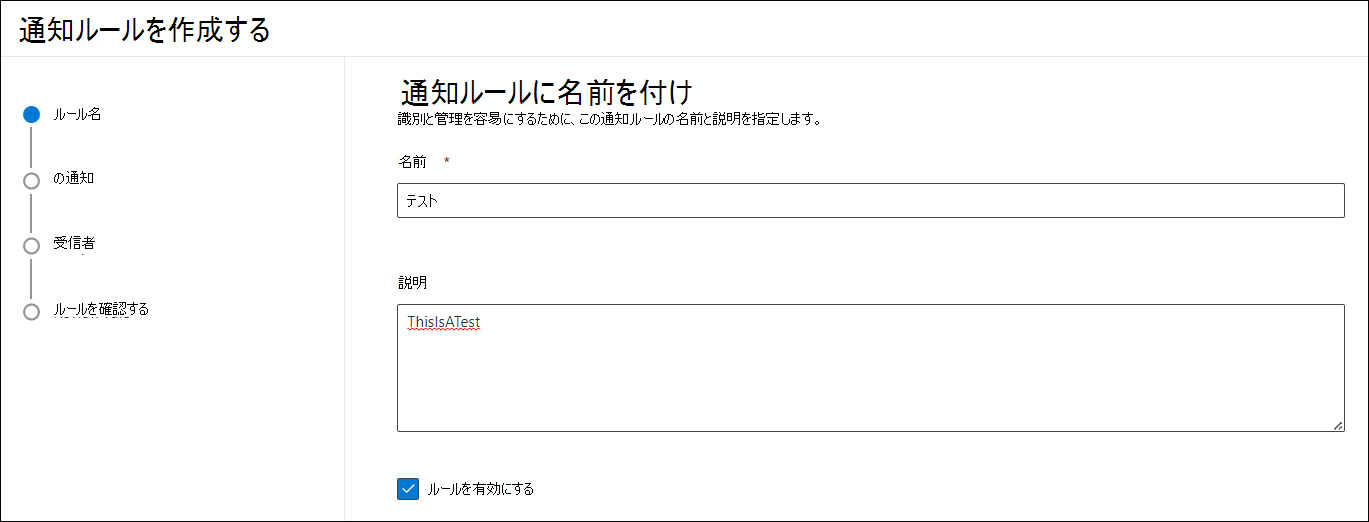 通知ルールを作成する
ルール名
の通知
受信者
ルールを確認する
通知ルールに名前を付け
識別と管理を容易にするために、この通知ルールの名前と説明を指定します。
名前 *
テスト
説明
ThisIsATest
ルールを有効にする